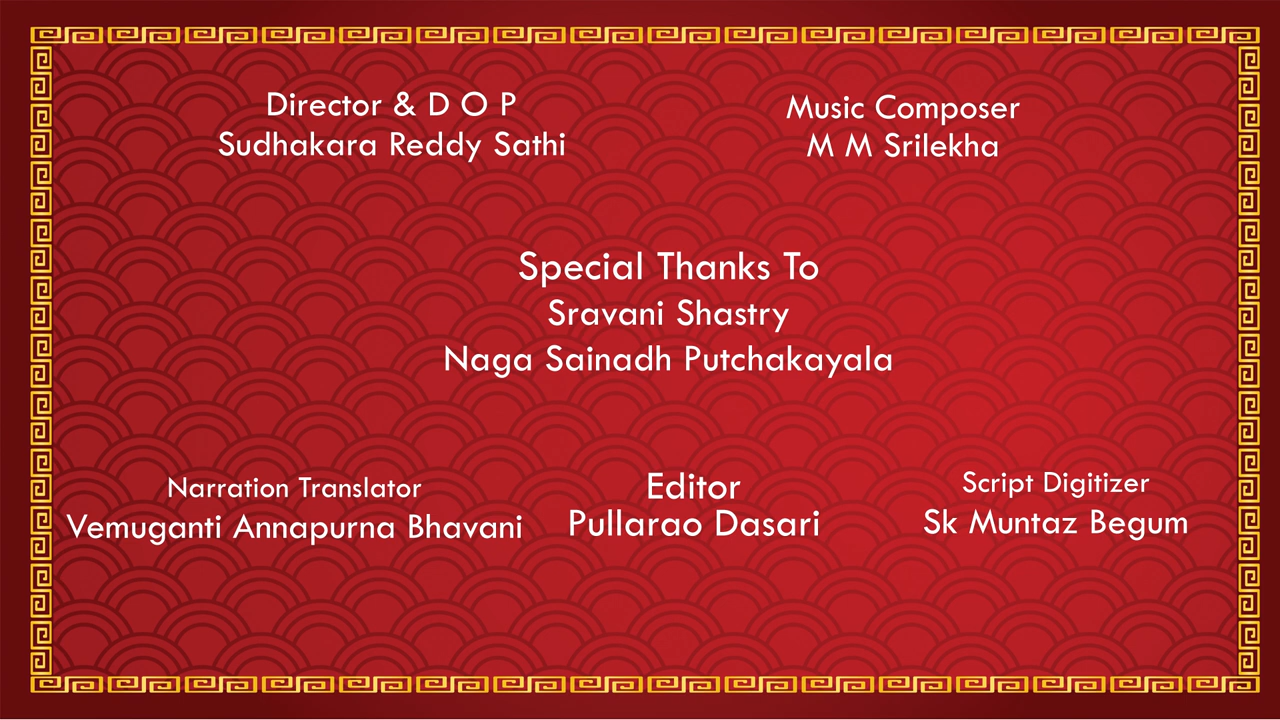 Director & D O P
Sudhakara Reddy Sathi
Music Composer
M M Srilekha
Special Thanks To
Sravani Shastry
Naga Sainadh Putchakayala
Narration Translator
Vemuganti Annapurna Bhavani
Editor
Pullarao Dasari
Script Digitizer
Sk Muntaz Begum